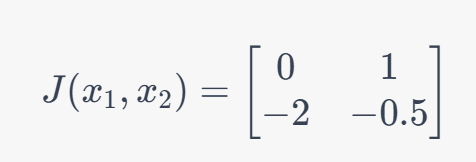 J(x₁, x₂) = [0 1
−2 −0.5]